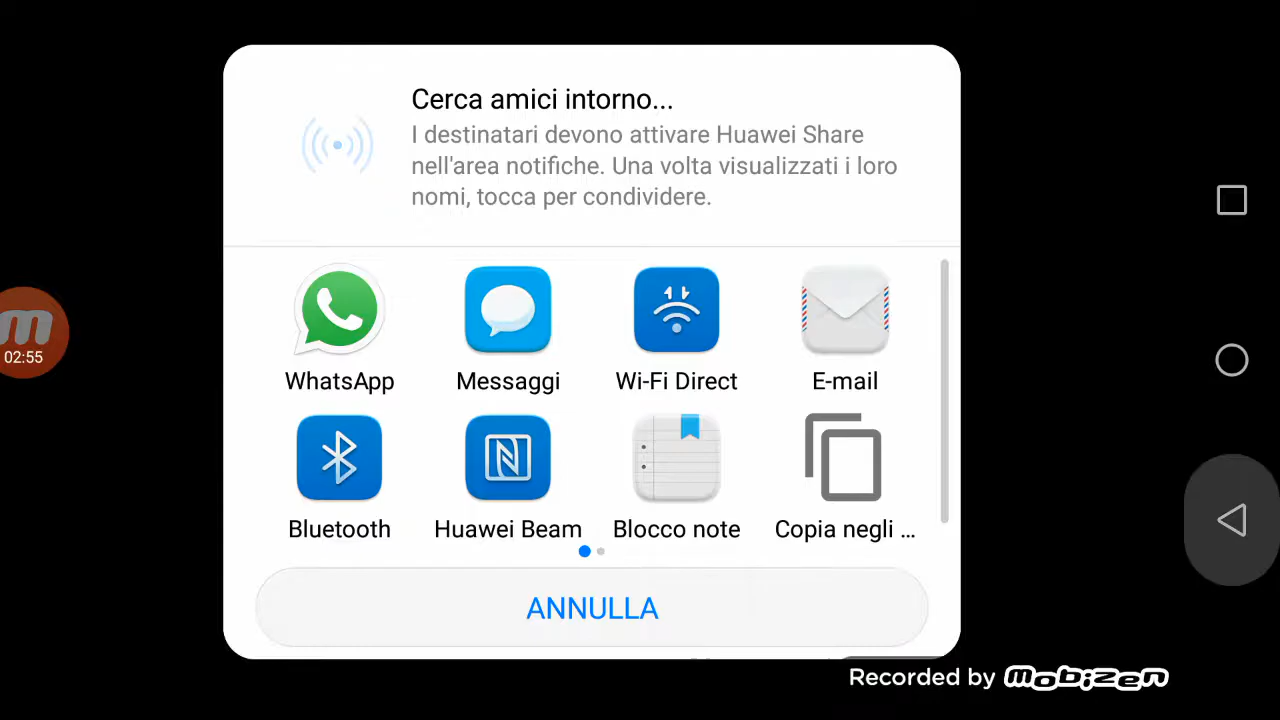 Cerca amici intorno...
I destinatari devono attivare Huawei Share
nell'area notifiche. Una volta visualizzati i loro
nomi, tocca per condividere.
02:55
WhatsApp
Messaggi
Wi-Fi Direct
E-mail
Bluetooth
Huawei Beam
Blocco note
Copia negli ...
ANNULLA
Recorded by mobizen